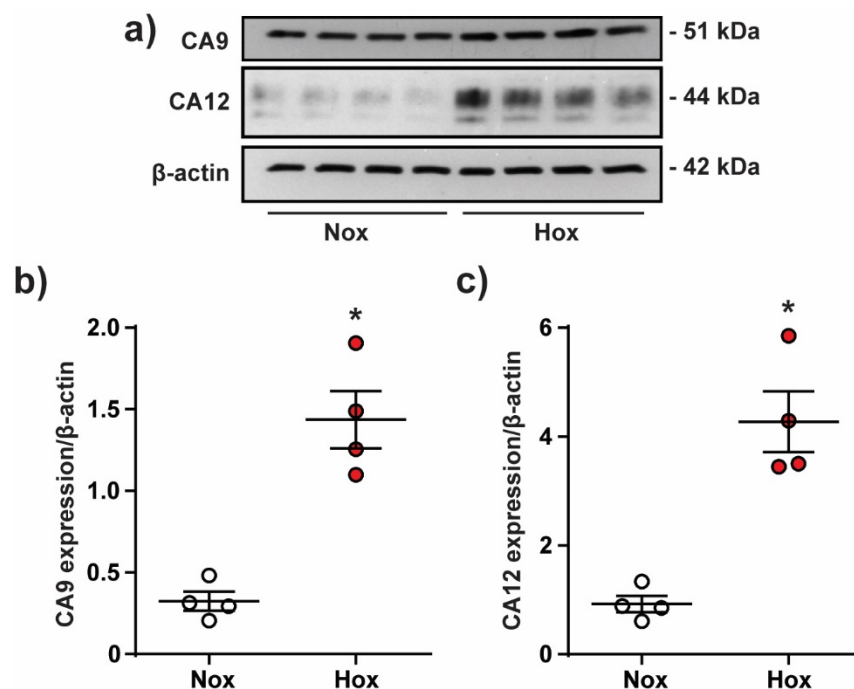 a)
CA9
- 51 kDa
CA12
- 44 kDa
β-actin
- 42 kDa
Nox
Hox
b)
CA9 expression/β-actin
2.0
1.5
1.0
0.5
0
*
Nox
Hox
c)
CA12 expression/β-actin
6
4
2
0
*
Nox
Hox